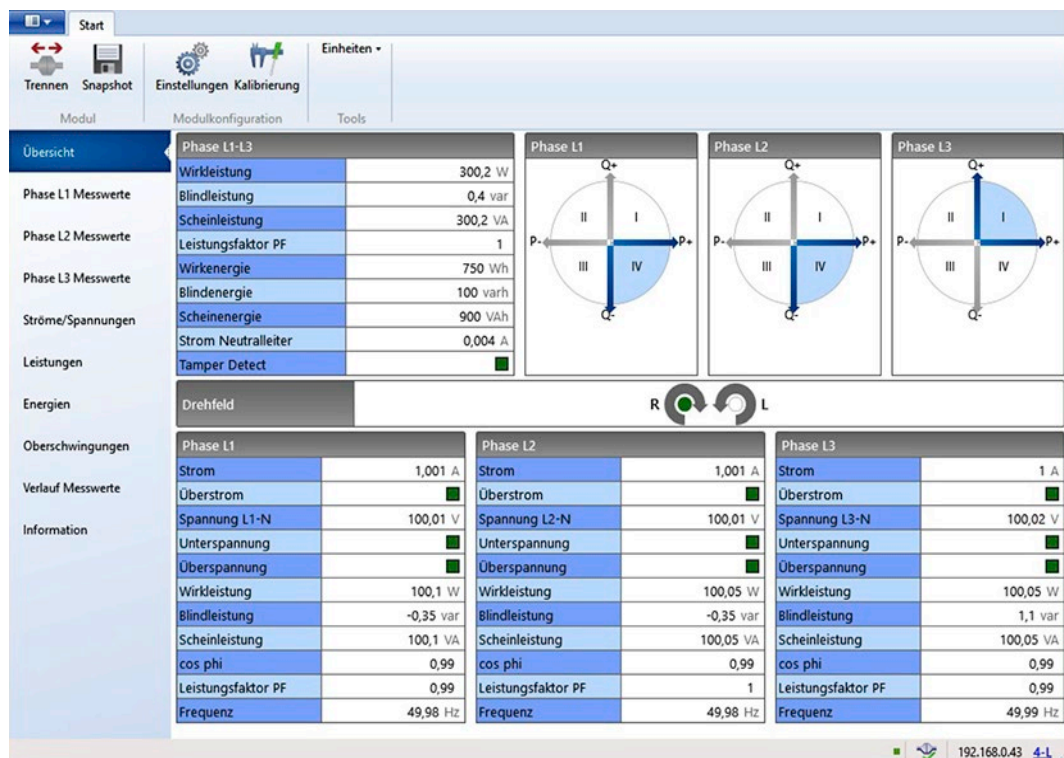 Start
Trennen Snapshot Einstellungen Kalibrierung Einheiten
Modul Modulkonfiguration Tools
Übersicht
Phase L1 Messwerte
Phase L2 Messwerte
Phase L3 Messwerte
Ströme/Spannungen
Leistungen
Energien
Oberschwingungen
Verlauf Messwerte
Information
Phase L1-L3
Wirkleistung 300,2 W
Blindleistung 0,4 var
Scheinleistung 300,2 VA
Leistungsfaktor PF 1
Wirkenergie 750 Wh
Blindenergie 100 varh
Scheinenergie 900 VAh
Strom Neutralleiter 0,004 A
Tamper Detect
Phase L1
Q+
II I
P- P+
III IV
Q-
Phase L2
Q+
II I
P- P+
III IV
Q-
Phase L3
Q+
II I
P- P+
III IV
Q-
Drehfeld R L
Phase L1
Strom 1,001 A
Überstrom
Spannung L1-N 100,01 V
Unterspannung
Überspannung
Wirkleistung 100,1 W
Blindleistung -0,35 var
Scheinleistung 100,1 VA
cos phi 0,99
Leistungsfaktor PF 0,99
Frequenz 49,98 Hz
Phase L2
Strom 1,001 A
Überstrom
Spannung L2-N 100,01 V
Unterspannung
Überspannung
Wirkleistung 100,05 W
Blindleistung -0,35 var
Scheinleistung 100,05 VA
cos phi 0,99
Leistungsfaktor PF 1
Frequenz 49,98 Hz
Phase L3
Strom 1 A
Überstrom
Spannung L3-N 100,02 V
Unterspannung
Überspannung
Wirkleistung 100,05 W
Blindleistung 1,1 var
Scheinleistung 100,05 VA
cos phi 0,99
Leistungsfaktor PF 0,99
Frequenz 49,99 Hz
192.168.0.43 4-L